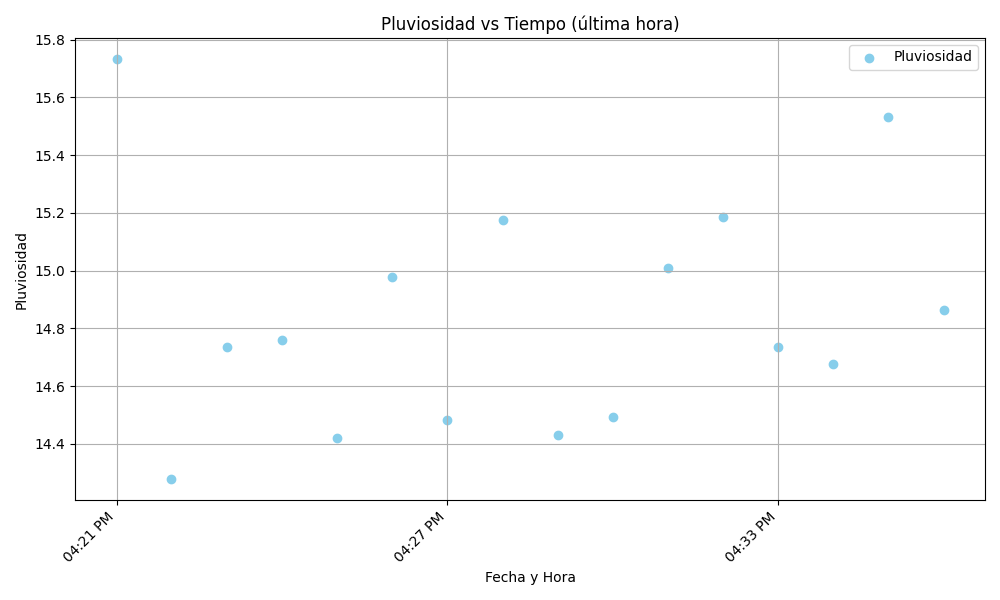 Pluviosidad vs Tiempo (última hora)
Pluviosidad
15.8
15.6
15.4
15.2
15.0
14.8
14.6
14.4
Pluviosidad
04:21 PM
04:27 PM
04:33 PM
Fecha y Hora